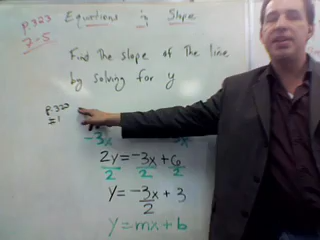 p.323
7-5
Equations in Slope
Find the slope of the line
by solving for y
p.323
#1
-3x -3x
2y = -3x + 6
2 2 2
y = -3x + 3
2
y = mx + b